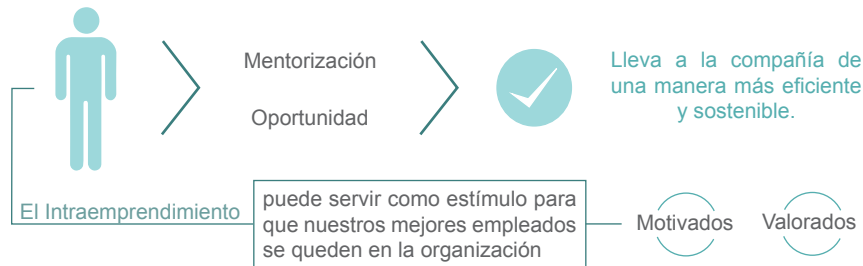 Mentorización
Oportunidad
Lleva a la compañía de
una manera más eficiente
y sostenible.
El Intraemprendimiento
puede servir como estímulo para
que nuestros mejores empleados
se queden en la organización
Motivados
Valorados